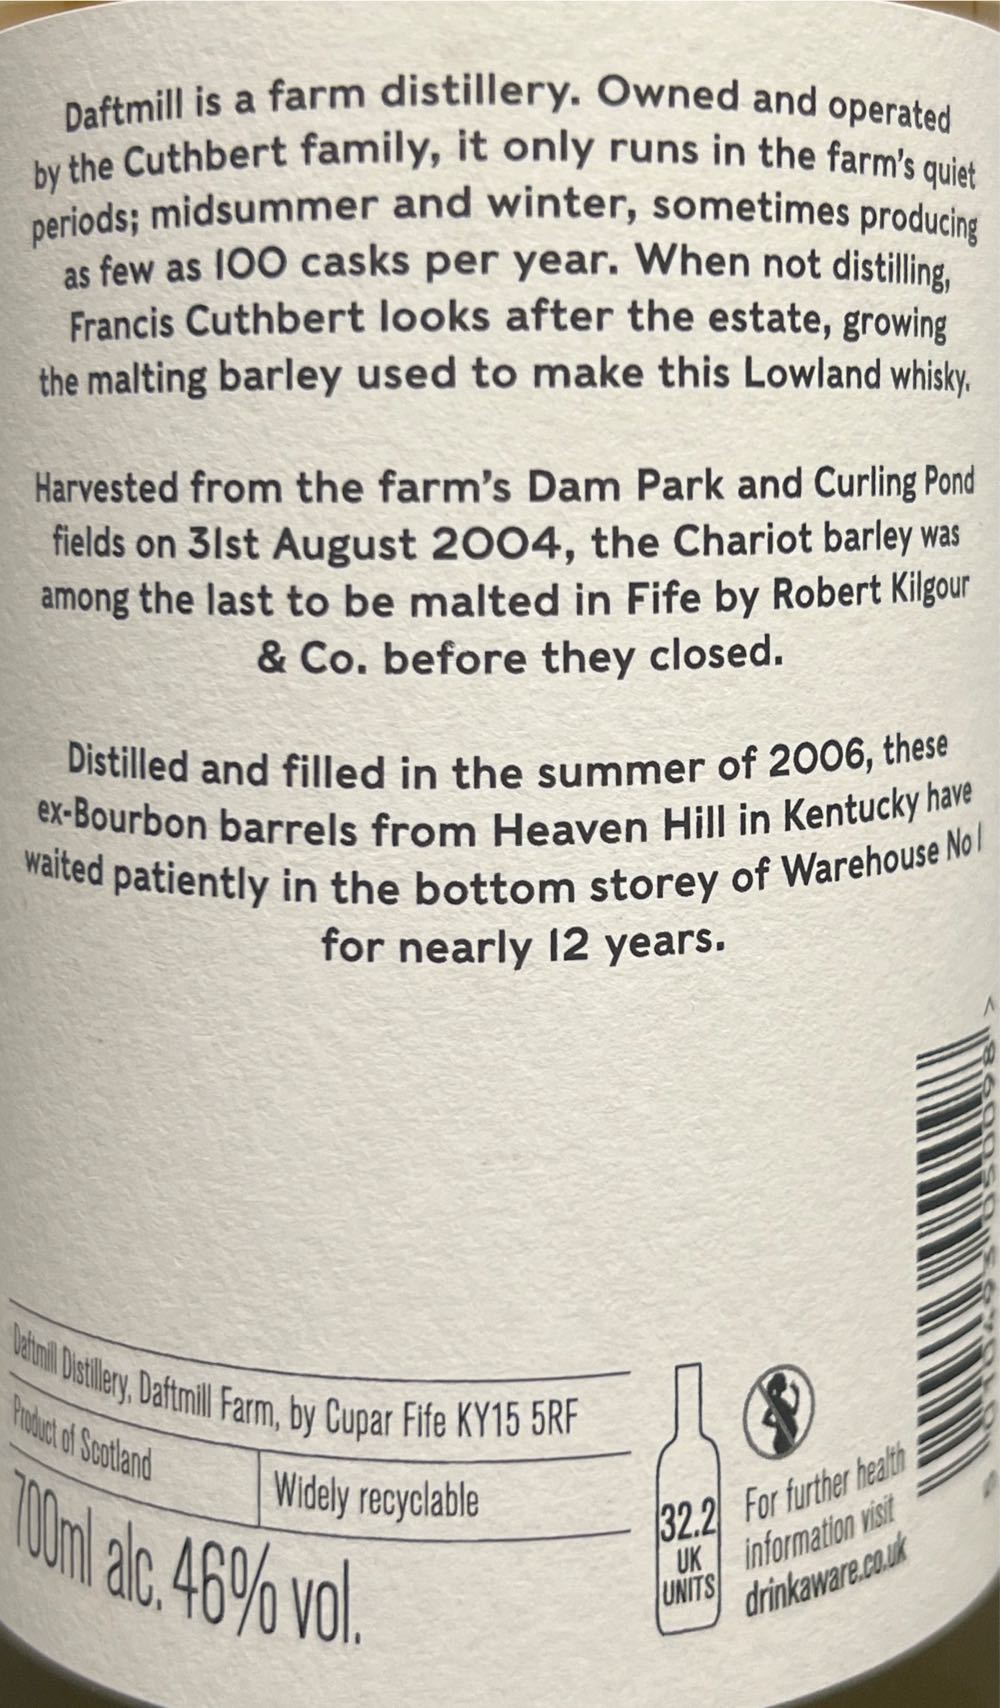 Daftmill is a farm distillery. Owned and operated
by the Cuthbert family, it only runs in the farm's quiet
periods; midsummer and winter, sometimes producing
as few as 100 casks per year. When not distilling,
Francis Cuthbert looks after the estate, growing
the malting barley used to make this Lowland whisky.
Harvested from the farm's Dam Park and Curling Pond
fields on 31st August 2004, the Chariot barley was
among the last to be malted in Fife by Robert Kilgour
& Co. before they closed.
Distilled and filled in the summer of 2006, these
ex-Bourbon barrels from Heaven Hill in Kentucky have
waited patiently in the bottom storey of Warehouse No 1
for nearly 12 years.
Daftmill Distillery, Daftmill Farm, by Cupar Fife KY15 5RF
Product of Scotland
Widely recyclable
700ml alc. 46% vol.
32.2
UK
UNITS
For further health
information visit
drinkaware.co.uk